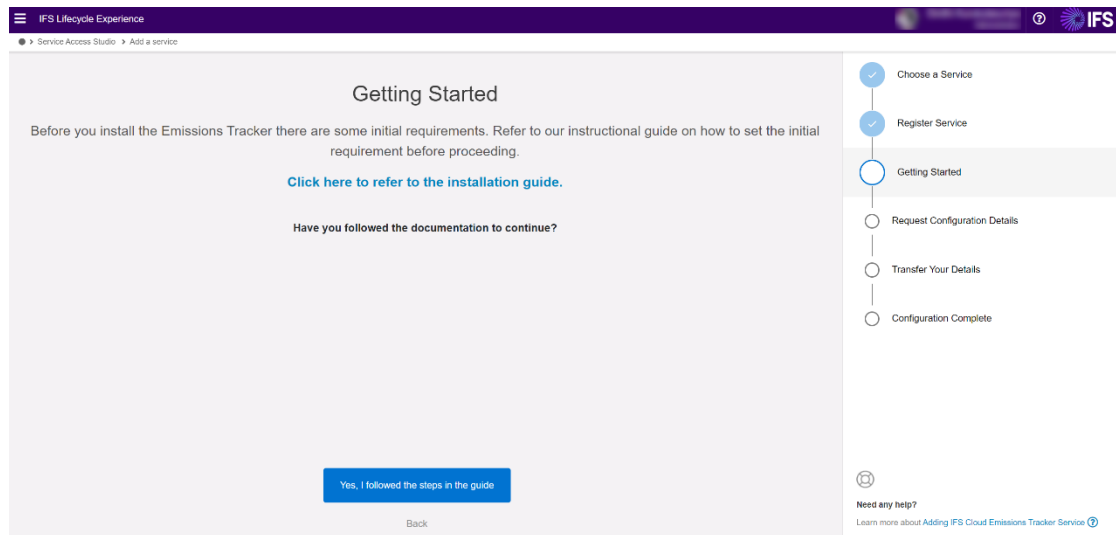 IFS Lifecycle Experience
IFS
Service Access Studio > Add a service
Getting Started
Before you install the Emissions Tracker there are some initial requirements. Refer to our instructional guide on how to set the initial
requirement before proceeding.
Click here to refer to the installation guide.
Have you followed the documentation to continue?
Yes, I followed the steps in the guide
Back
Choose a Service
Register Service
Getting Started
Request Configuration Details
Transfer Your Details
Configuration Complete
Need any help?
Learn more about Adding IFS Cloud Emissions Tracker Service